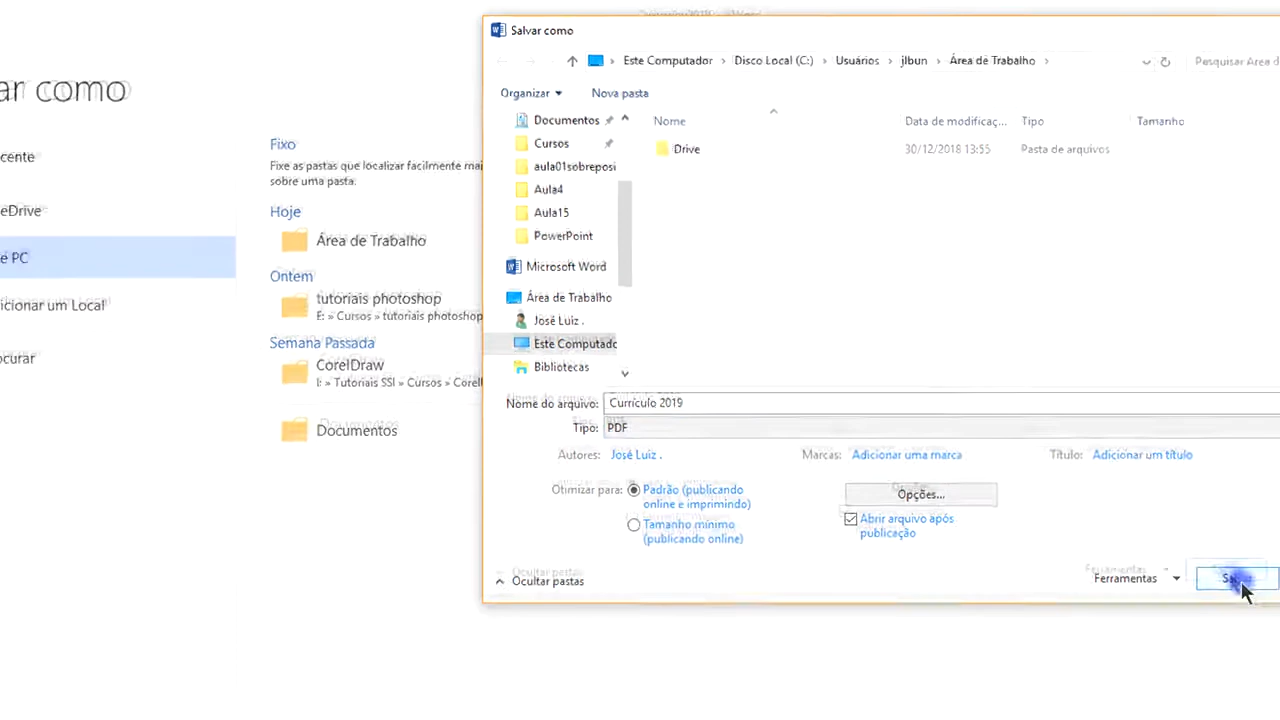 ar como
cente
eDrive
e PC
icionar um Local
ocurar
Fixo
Fixe as pastas que localizar facilmente mai
sobre uma pasta.
Hoje
Área de Trabalho
Ontem
tutoriais photoshop
E: » Cursos » tutoriais photoshop
Semana Passada
CorelDraw
I: » Tutoriais SSI » Cursos » Corel
Documentos
Salvar como
Este Computador › Disco Local (C:) › Usuários › jlbun › Área de Trabalho ›
Pesquisar Área d
Organizar Nova pasta
Documentos
Cursos
aula01sobreposi
Aula4
Aula15
PowerPoint
Microsoft Word
Área de Trabalho
José Luiz .
Este Computado
Bibliotecas
Nome Data de modificaç... Tipo Tamanho
Drive 30/12/2018 13:55 Pasta de arquivos
Nome do arquivo: Currículo 2019
Tipo: PDF
Autores: José Luiz . Marcas: Adicionar uma marca Título: Adicionar um título
Otimizar para: Padrão (publicando
online e imprimindo)
Tamanho mínimo
(publicando online)
Opções...
Abrir arquivo após
publicação
Ocultar pastas
Ferramentas